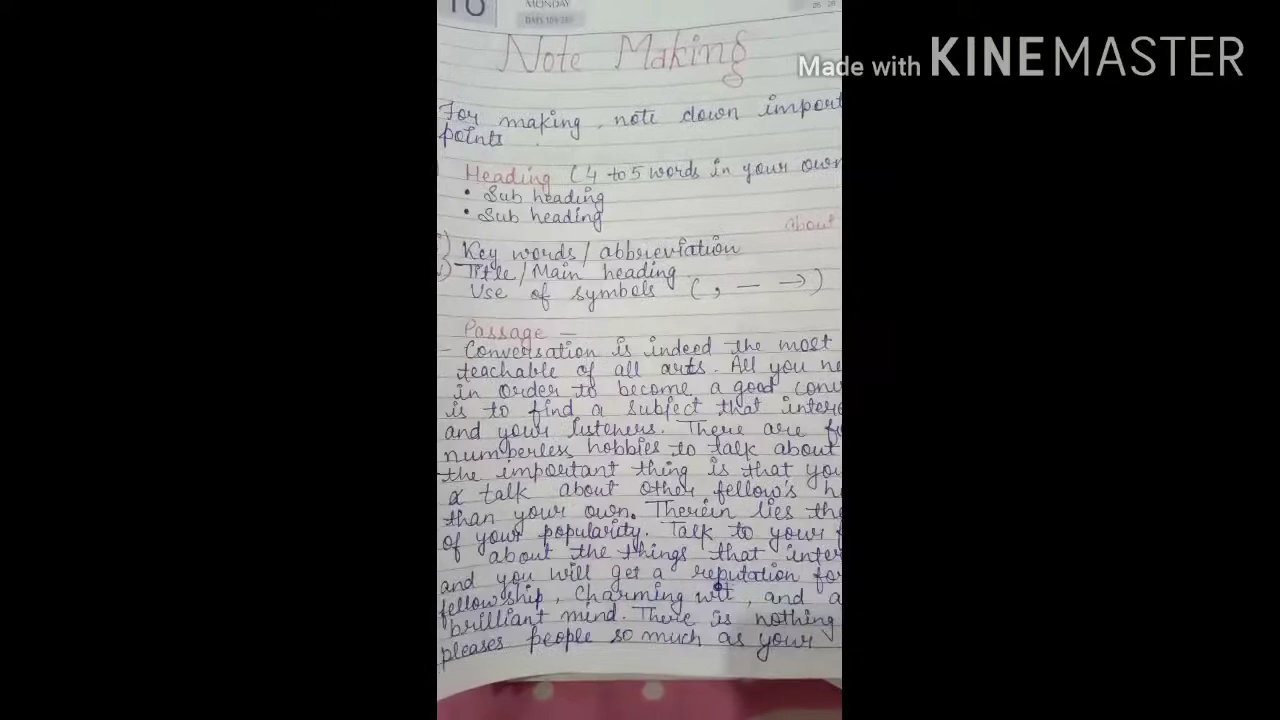 MONDAY
Note Making
Made with KINEMASTER
For making, note down import
points.
Heading (4 to 5 words in your own
• Sub heading
• Sub heading
about
Key words / abbreviation
Title / Main heading
Use of symbols ( , — → )
Passage —
- Conversation is indeed the most
teachable of all arts. All you ne
in order to become a good conv
is to find a subject that inter
and your listeners. There are
numberless hobbies to talk about
the important thing is that you
& talk about other fellow's h
than your own. Therein lies the
of your popularity. Talk to your f
about the things that inter
and you will get a reputation for
fellowship, charming wit, and a
brilliant mind. There is nothing
pleases people so much as your